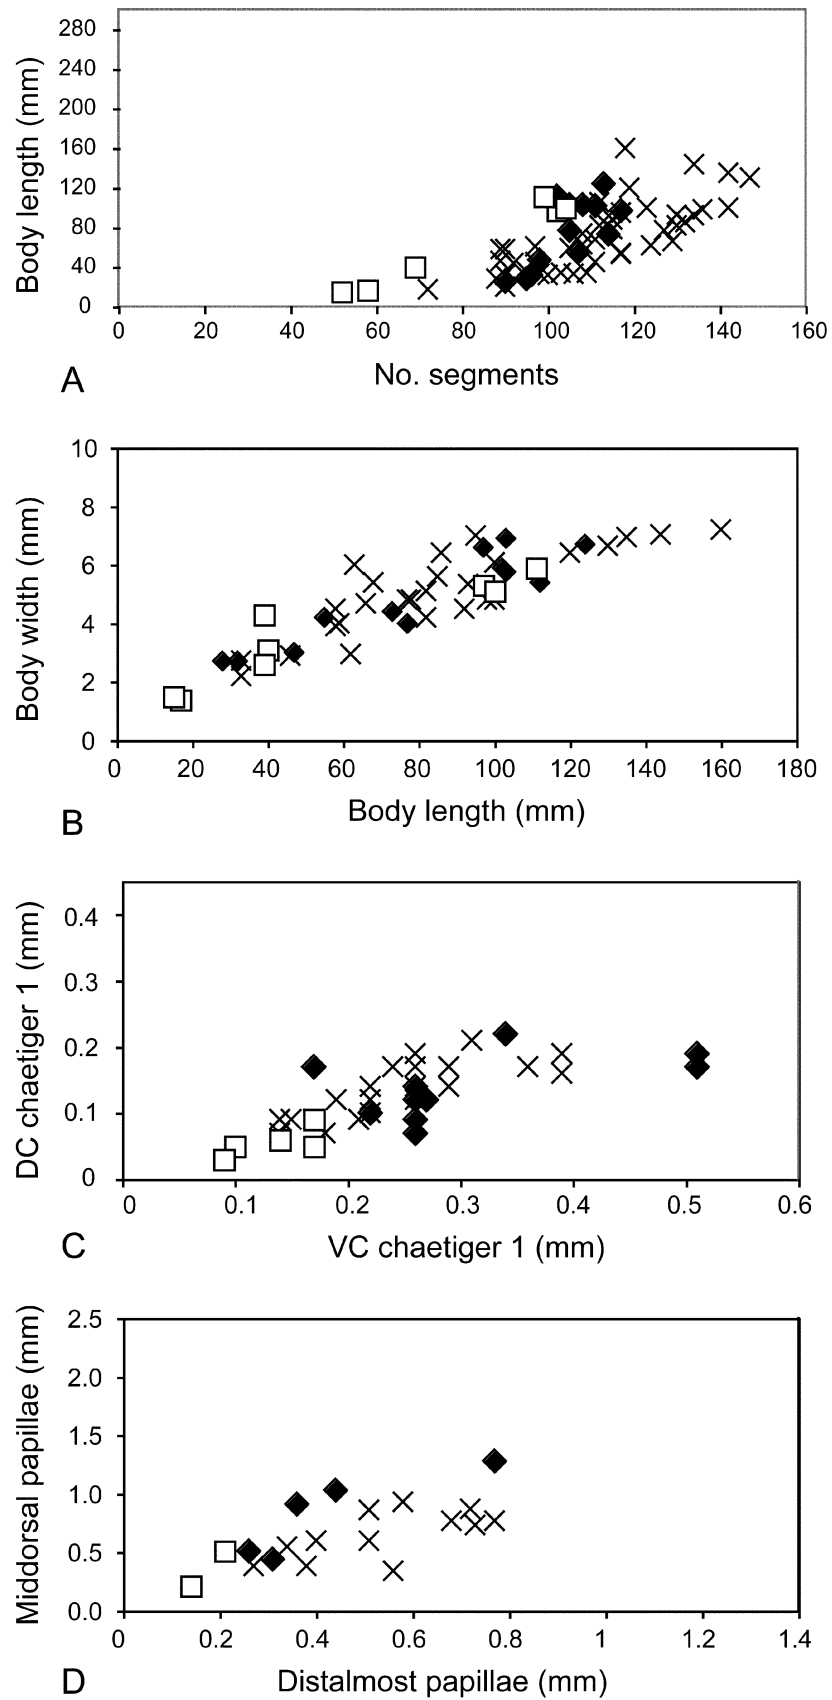 280
240
200
160
120
80
40
0
Body length (mm)
0 20 40 60 80 100 120 140 160
No. segments
A
10
8
6
4
2
0
Body width (mm)
0 20 40 60 80 100 120 140 160 180
Body length (mm)
B
0.4
0.3
0.2
0.1
0
DC chaetiger 1 (mm)
0 0.1 0.2 0.3 0.4 0.5 0.6
VC chaetiger 1 (mm)
C
2.5
2.0
1.5
1.0
0.5
0.0
Middorsal papillae (mm)
0 0.2 0.4 0.6 0.8 1 1.2 1.4
Distalmost papillae (mm)
D